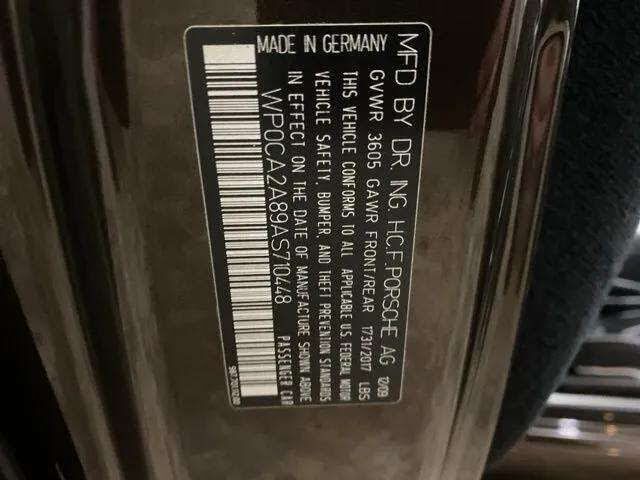 MFD BY DR. ING. H.C.F. PORSCHE AG 12/09
GVWR 3605 GAWR FRONT/REAR 1731/2017 LBS
THIS VEHICLE CONFORMS TO ALL APPLICABLE U.S. FEDERAL MOTOR
VEHICLE SAFETY, BUMPER, AND THEFT PREVENTION STANDARDS
IN EFFECT ON THE DATE OF MANUFACTURE SHOWN ABOVE
WP0CA2A89AS710448 PASSENGER CAR
MADE IN GERMANY